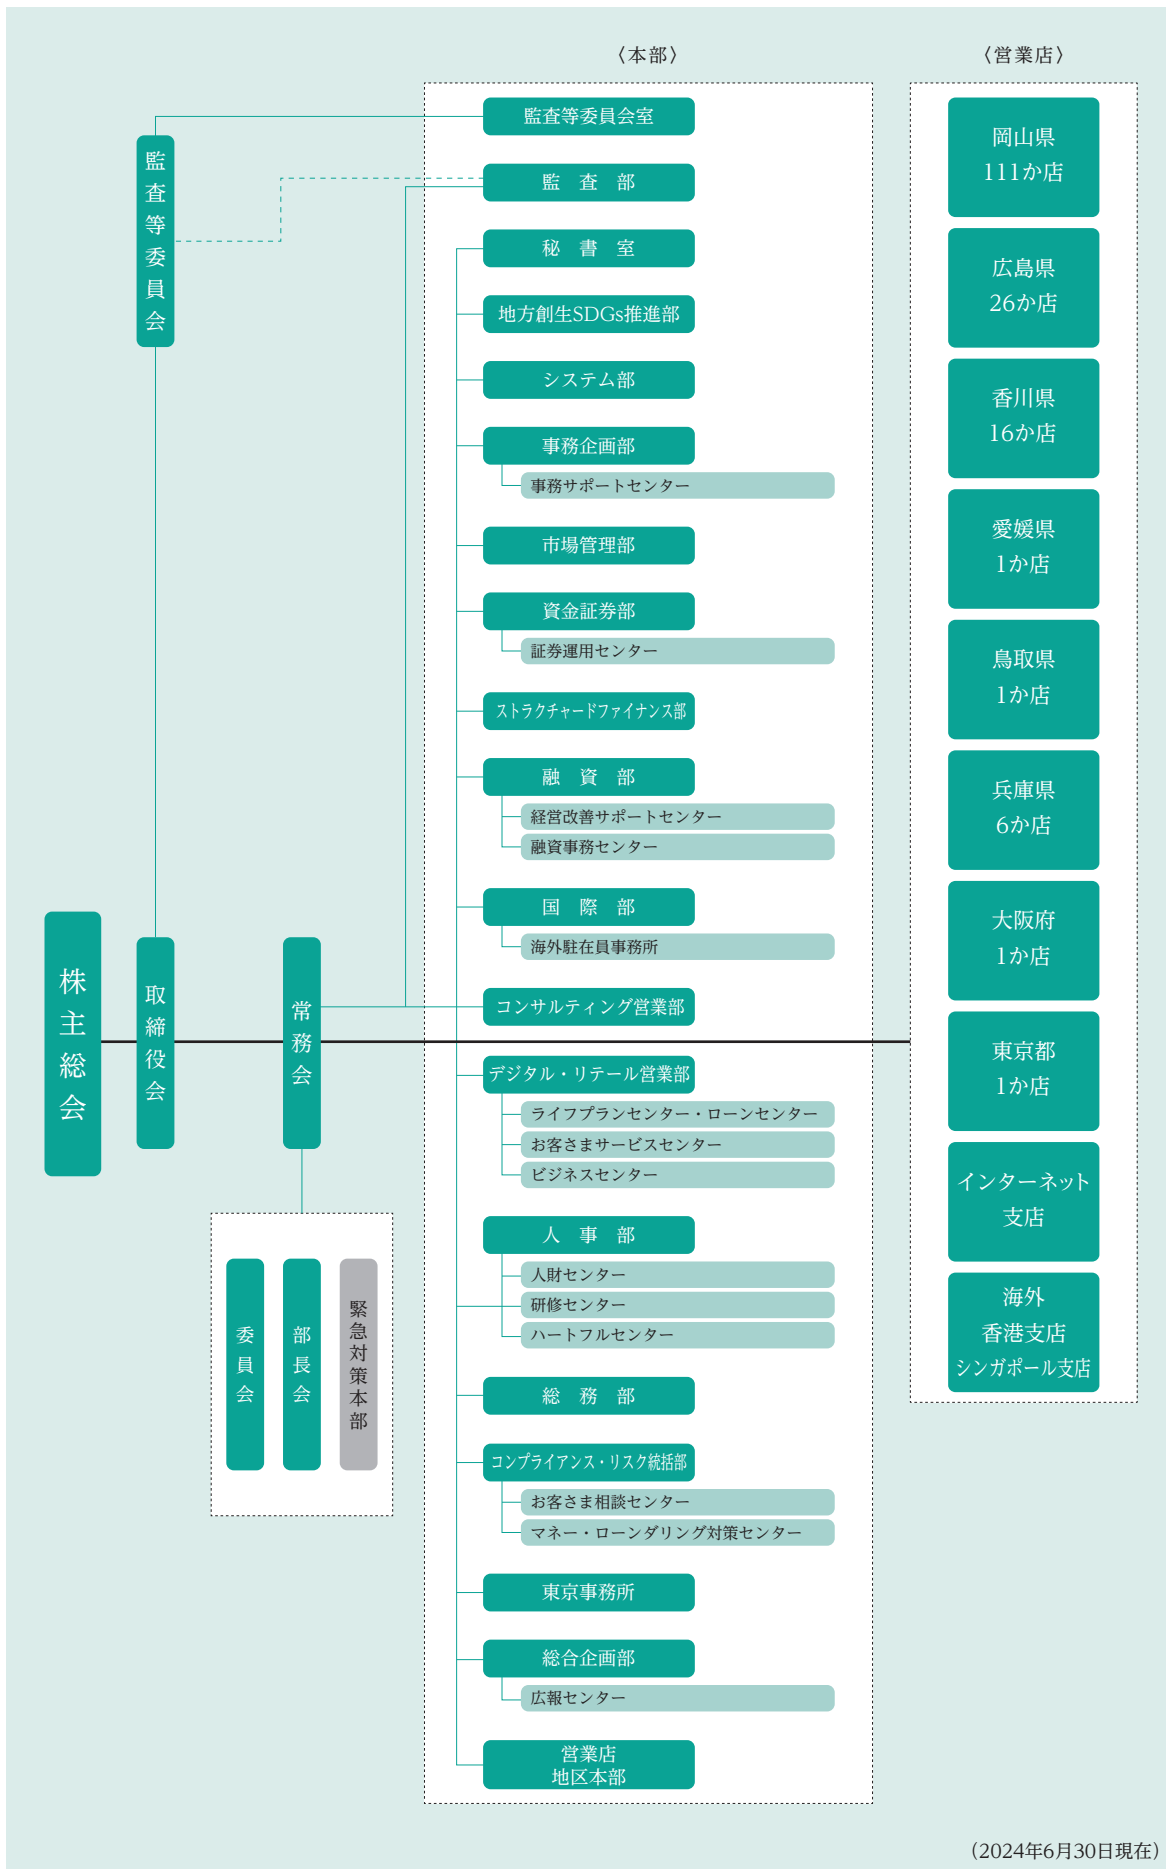 〈本部〉
〈営業店〉
株主総会
取締役会
監査等委員会
常務会
委員会
部長会
緊急対策本部
監査等委員会室
監 査 部
秘 書 室
地方創生SDGs推進部
システム部
事務企画部
事務サポートセンター
市場管理部
資金証券部
証券運用センター
ストラクチャードファイナンス部
融 資 部
経営改善サポートセンター
融資事務センター
国 際 部
海外駐在員事務所
コンサルティング営業部
デジタル・リテール営業部
ライフプランセンター・ローンセンター
お客さまサービスセンター
ビジネスセンター
人 事 部
人財センター
研修センター
ハートフルセンター
総 務 部
コンプライアンス・リスク統括部
お客さま相談センター
マネー・ローンダリング対策センター
東京事務所
総合企画部
広報センター
営業店
地区本部
岡山県
111か店
広島県
26か店
香川県
16か店
愛媛県
1か店
鳥取県
1か店
兵庫県
6か店
大阪府
1か店
東京都
1か店
インターネット
支店
海外
香港支店
シンガポール支店
（2024年6月30日現在）